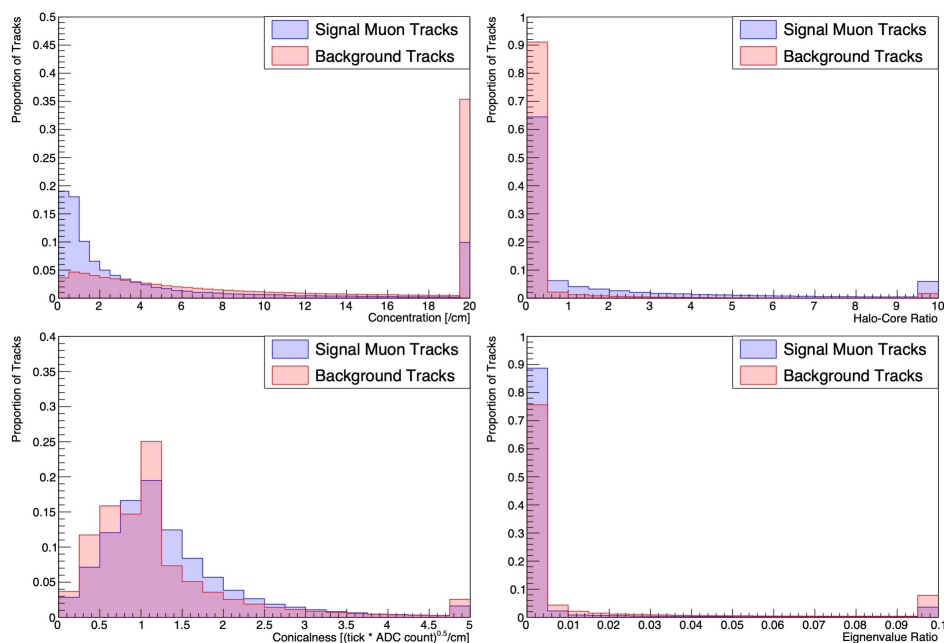 Proportion of Tracks
0.5
0.45
0.4
0.35
0.3
0.25
0.2
0.15
0.1
0.05
0
Signal Muon Tracks
Background Tracks
0 2 4 6 8 10 12 14 16 18 20
Concentration [/cm]
Proportion of Tracks
1
0.9
0.8
0.7
0.6
0.5
0.4
0.3
0.2
0.1
0
Signal Muon Tracks
Background Tracks
0 1 2 3 4 5 6 7 8 9 10
Halo-Core Ratio
Proportion of Tracks
0.4
0.35
0.3
0.25
0.2
0.15
0.1
0.05
0
Signal Muon Tracks
Background Tracks
0 0.5 1 1.5 2 2.5 3 3.5 4 4.5 5
Conicalness [(tick * ADC count)^0.5/cm]
Proportion of Tracks
1
0.9
0.8
0.7
0.6
0.5
0.4
0.3
0.2
0.1
0
Signal Muon Tracks
Background Tracks
0 0.01 0.02 0.03 0.04 0.05 0.06 0.07 0.08 0.09 0.1
Eignenvalue Ratio